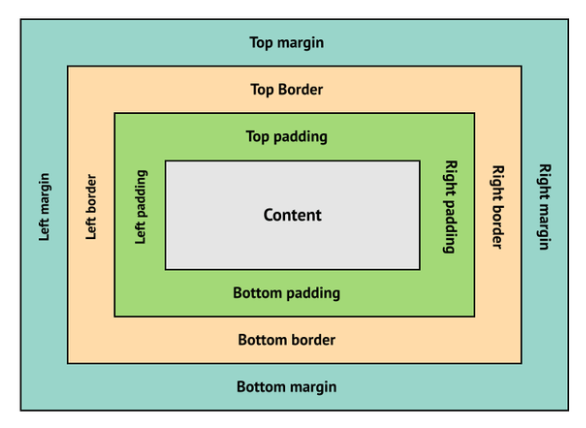 Top margin
Top Border
Top padding
Left margin
Left border
Left padding
Content
Right padding
Right border
Right margin
Bottom padding
Bottom border
Bottom margin